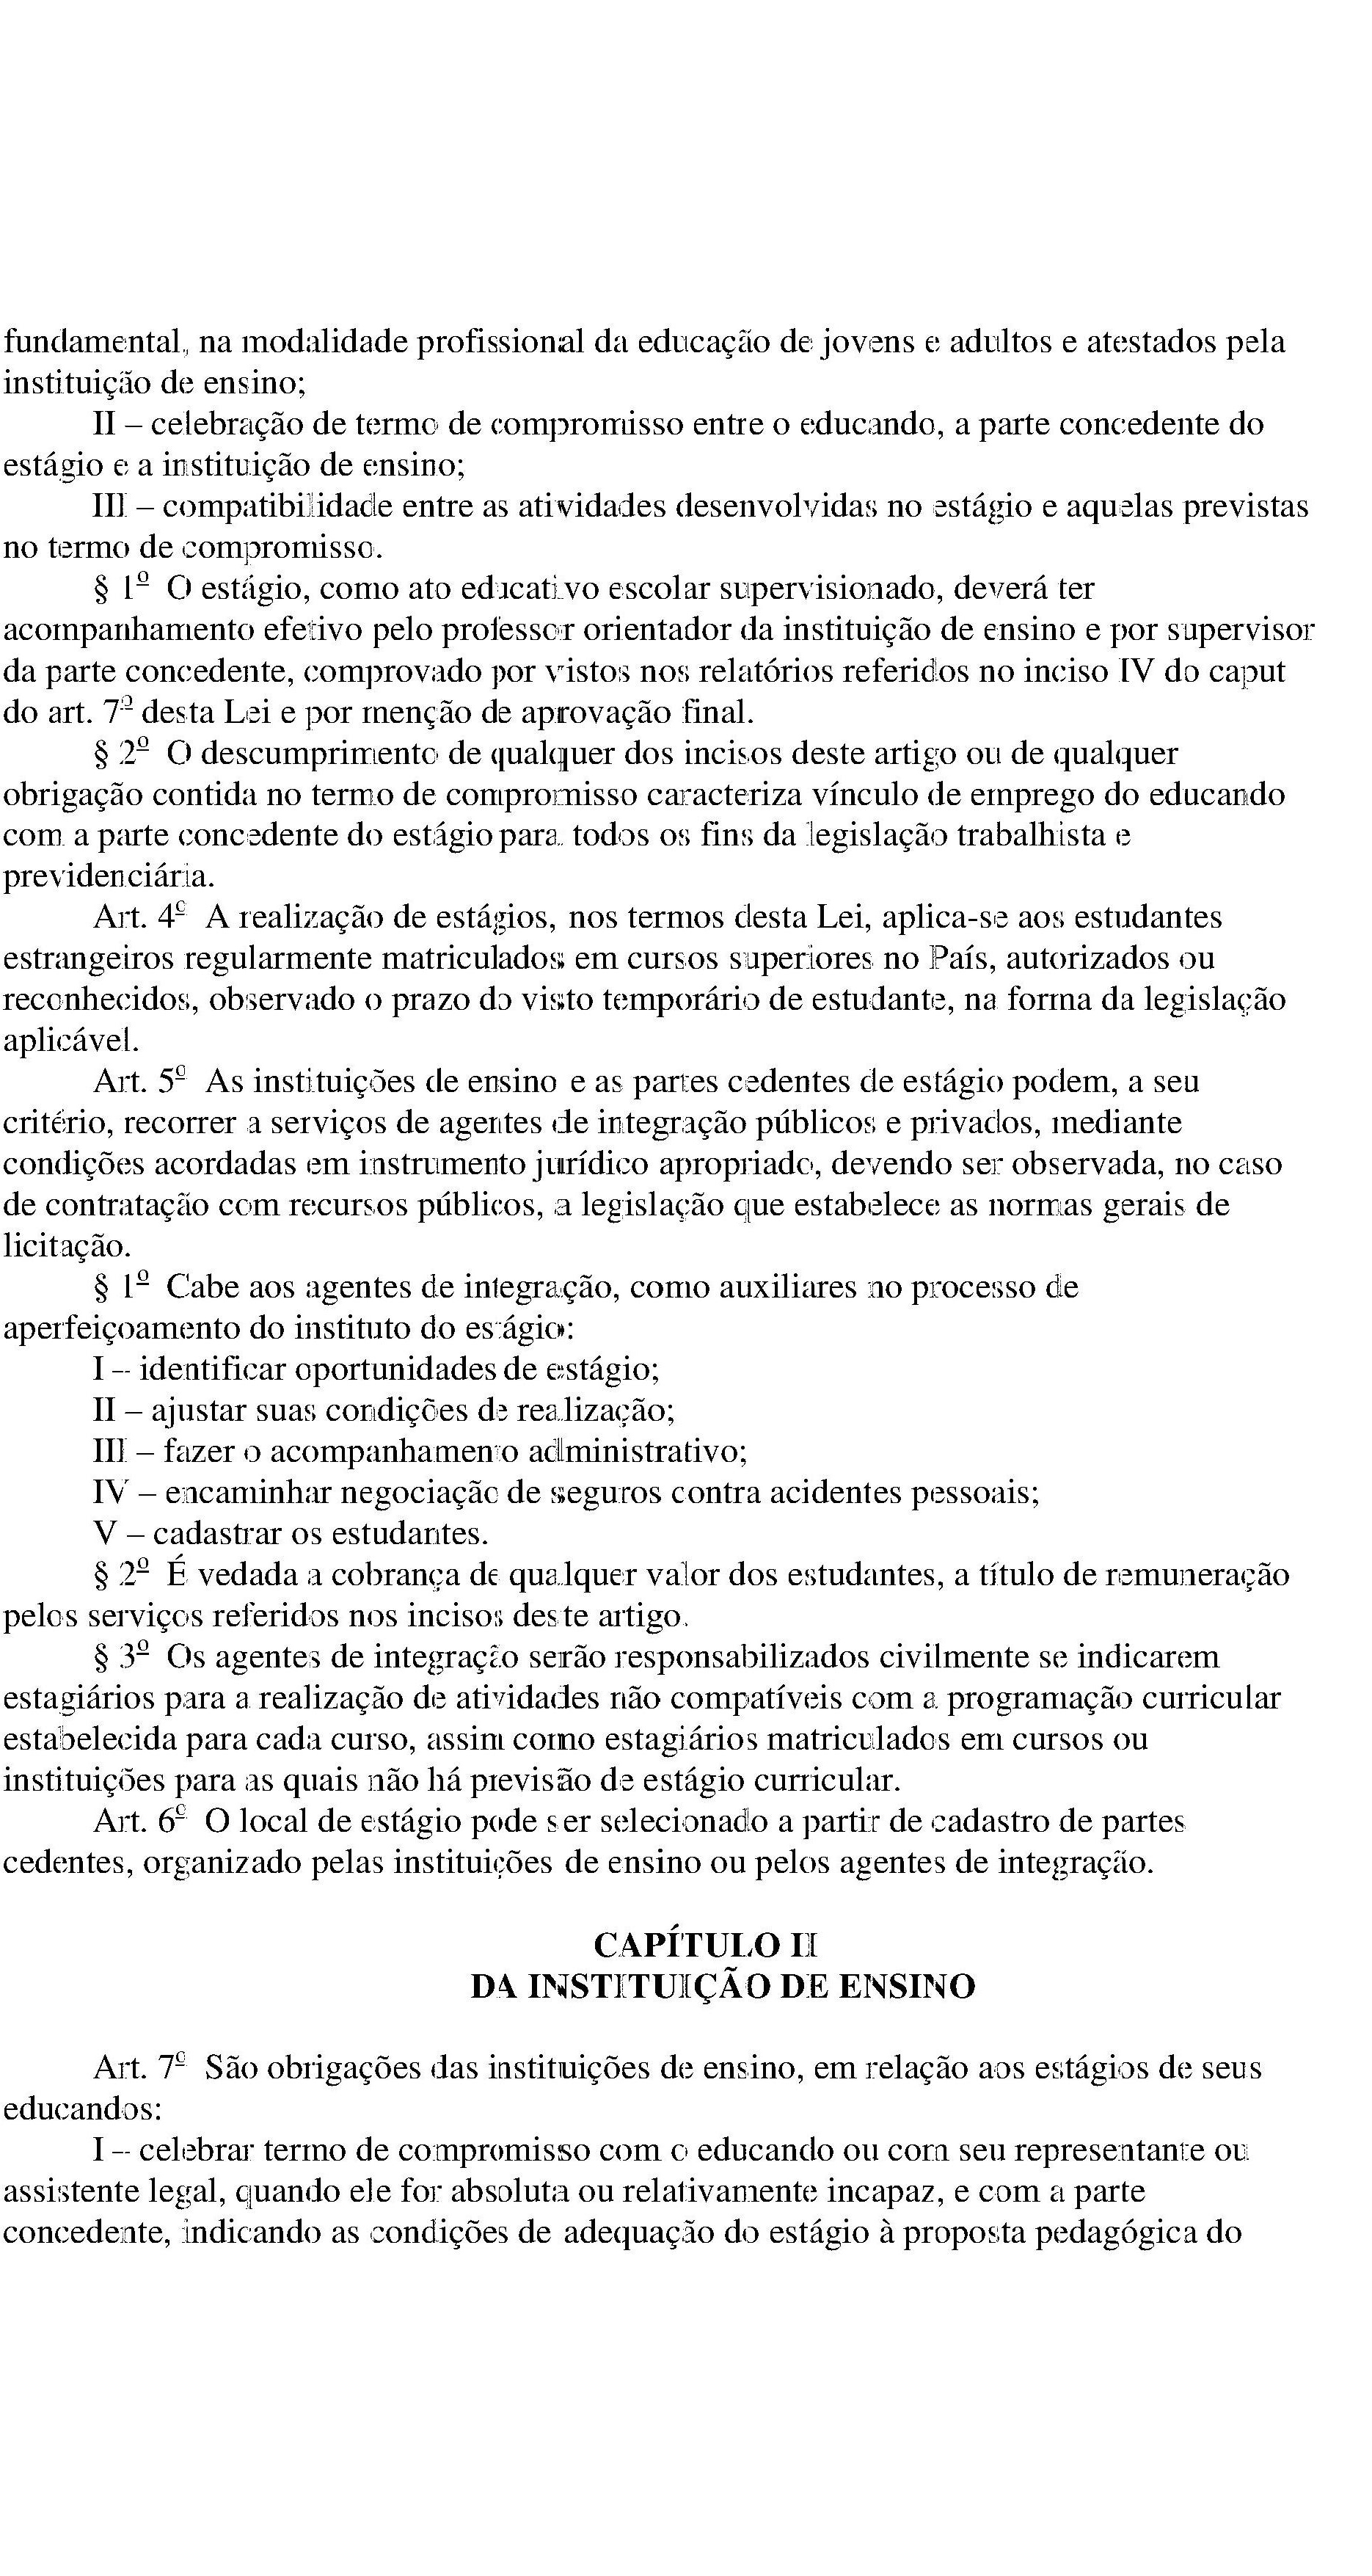 fundamental, na modalidade profissional da educação de jovens e adultos e atestados pela
instituição de ensino;
II – celebração de termo de compromisso entre o educando, a parte concedente do
estágio e a instituição de ensino;
III – compatibilidade entre as atividades desenvolvidas no estágio e aquelas previstas
no termo de compromisso.
§ 1º O estágio, como ato educativo escolar supervisionado, deverá ter
acompanhamento efetivo pelo professor orientador da instituição de ensino e por supervisor
da parte concedente, comprovado por vistos nos relatórios referidos no inciso IV do caput
do art. 7º desta Lei e por menção de aprovação final.
§ 2º O descumprimento de qualquer dos incisos deste artigo ou de qualquer
obrigação contida no termo de compromisso caracteriza vínculo de emprego do educando
com a parte concedente do estágio para todos os fins da legislação trabalhista e
previdenciária.
Art. 4º A realização de estágios, nos termos desta Lei, aplica-se aos estudantes
estrangeiros regularmente matriculados em cursos superiores no País, autorizados ou
reconhecidos, observado o prazo do visto temporário de estudante, na forma da legislação
aplicável.
Art. 5º As instituições de ensino e as partes cedentes de estágio podem, a seu
critério, recorrer a serviços de agentes de integração públicos e privados, mediante
condições acordadas em instrumento jurídico apropriado, devendo ser observada, no caso
de contratação com recursos públicos, a legislação que estabelece as normas gerais de
licitação.
§ 1º Cabe aos agentes de integração, como auxiliares no processo de
aperfeiçoamento do instituto do estágio:
I – identificar oportunidades de estágio;
II – ajustar suas condições de realização;
III – fazer o acompanhamento administrativo;
IV – encaminhar negociação de seguros contra acidentes pessoais;
V – cadastrar os estudantes.
§ 2º É vedada a cobrança de qualquer valor dos estudantes, a título de remuneração
pelos serviços referidos nos incisos deste artigo.
§ 3º Os agentes de integração serão responsabilizados civilmente se indicarem
estagiários para a realização de atividades não compatíveis com a programação curricular
estabelecida para cada curso, assim como estagiários matriculados em cursos ou
instituições para as quais não há previsão de estágio curricular.
Art. 6º O local de estágio pode ser selecionado a partir de cadastro de partes
cedentes, organizado pelas instituições de ensino ou pelos agentes de integração.
CAPÍTULO II
DA INSTITUIÇÃO DE ENSINO
Art. 7º São obrigações das instituições de ensino, em relação aos estágios de seus
educandos:
I – celebrar termo de compromisso com o educando ou com seu representante ou
assistente legal, quando ele for absoluta ou relativamente incapaz, e com a parte
concedente, indicando as condições de adequação do estágio à proposta pedagógica do